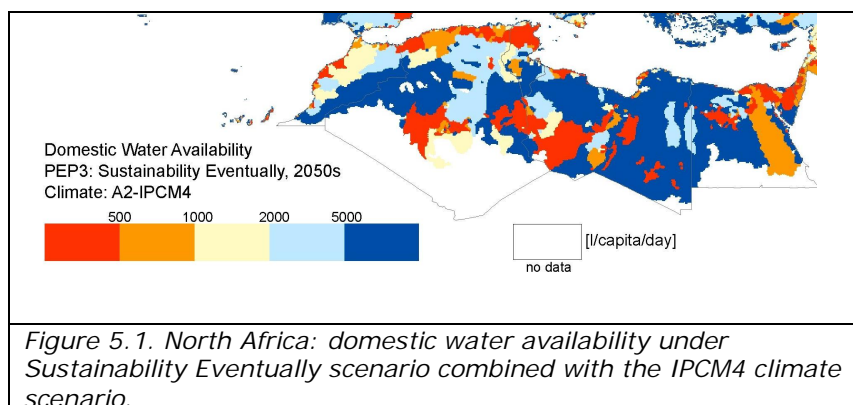 Domestic Water Availability
PEP3: Sustainability Eventually, 2050s
Climate: A2-IPCM4
500 1000 2000 5000
[l/capita/day]
no data
Figure 5.1. North Africa: domestic water availability under
Sustainability Eventually scenario combined with the IPCM4 climate
scenario.